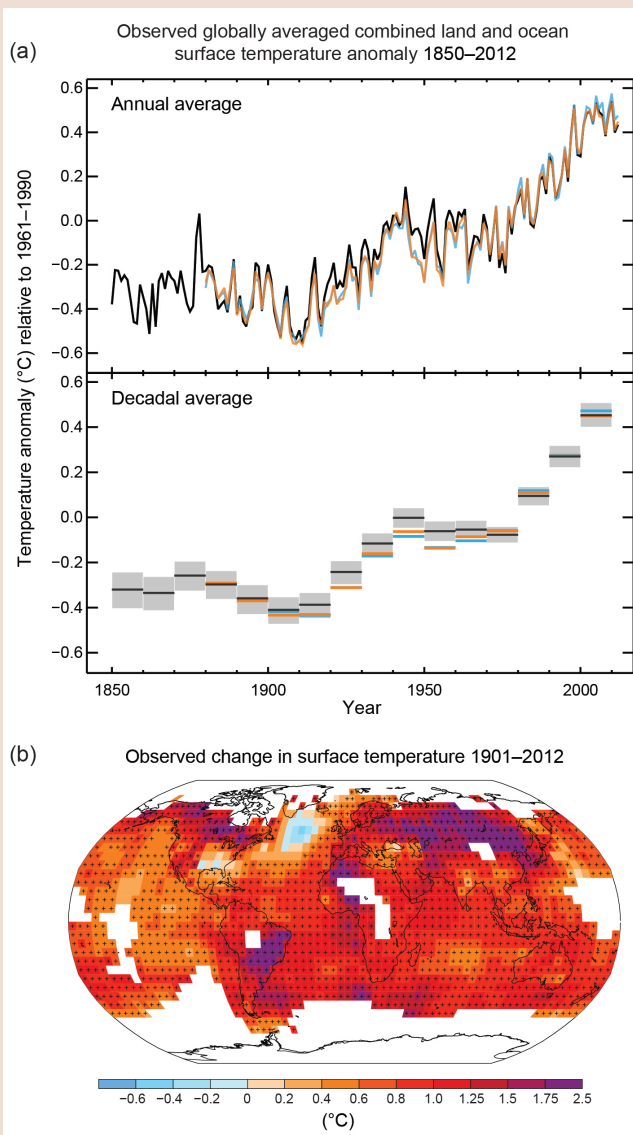 Observed globally averaged combined land and ocean
surface temperature anomaly 1850–2012
(a)
Annual average
0.6
0.4
0.2
0.0
−0.2
−0.4
−0.6
Temperature anomaly (°C) relative to 1961–1990
Decadal average
0.6
0.4
0.2
0.0
−0.2
−0.4
−0.6
1850 1900 1950 2000
Year
(b)
Observed change in surface temperature 1901–2012
−0.6 −0.4 −0.2 0 0.2 0.4 0.6 0.8 1.0 1.25 1.5 1.75 2.5
(°C)